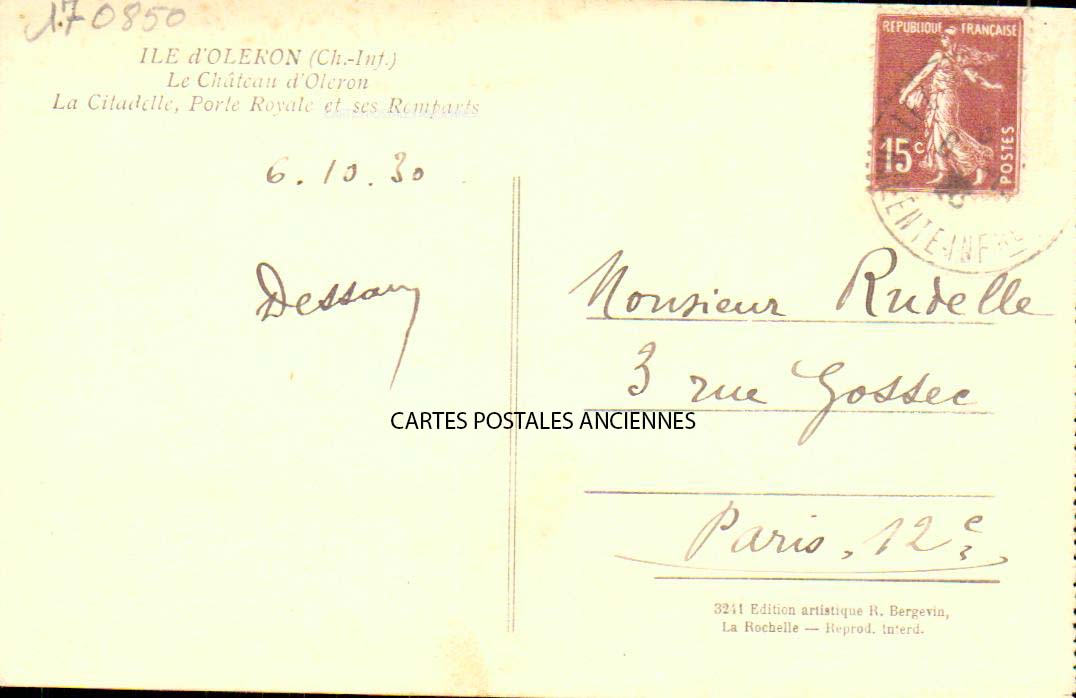 170850
ILE d'OLERON (Ch.-Inf.)
Le Château d'Oleron
La Citadelle, Porte Royale et ses Remparts
6.10.30
Dessau
REPUBLIQUE FRANÇAISE
15c
POSTES
ENTE-INFRE
Monsieur Rudelle
3 rue Gossec
CARTES POSTALES ANCIENNES
Paris. 12e
3241 Edition artistique R. Bergevin,
La Rochelle — Reprod. Interd.